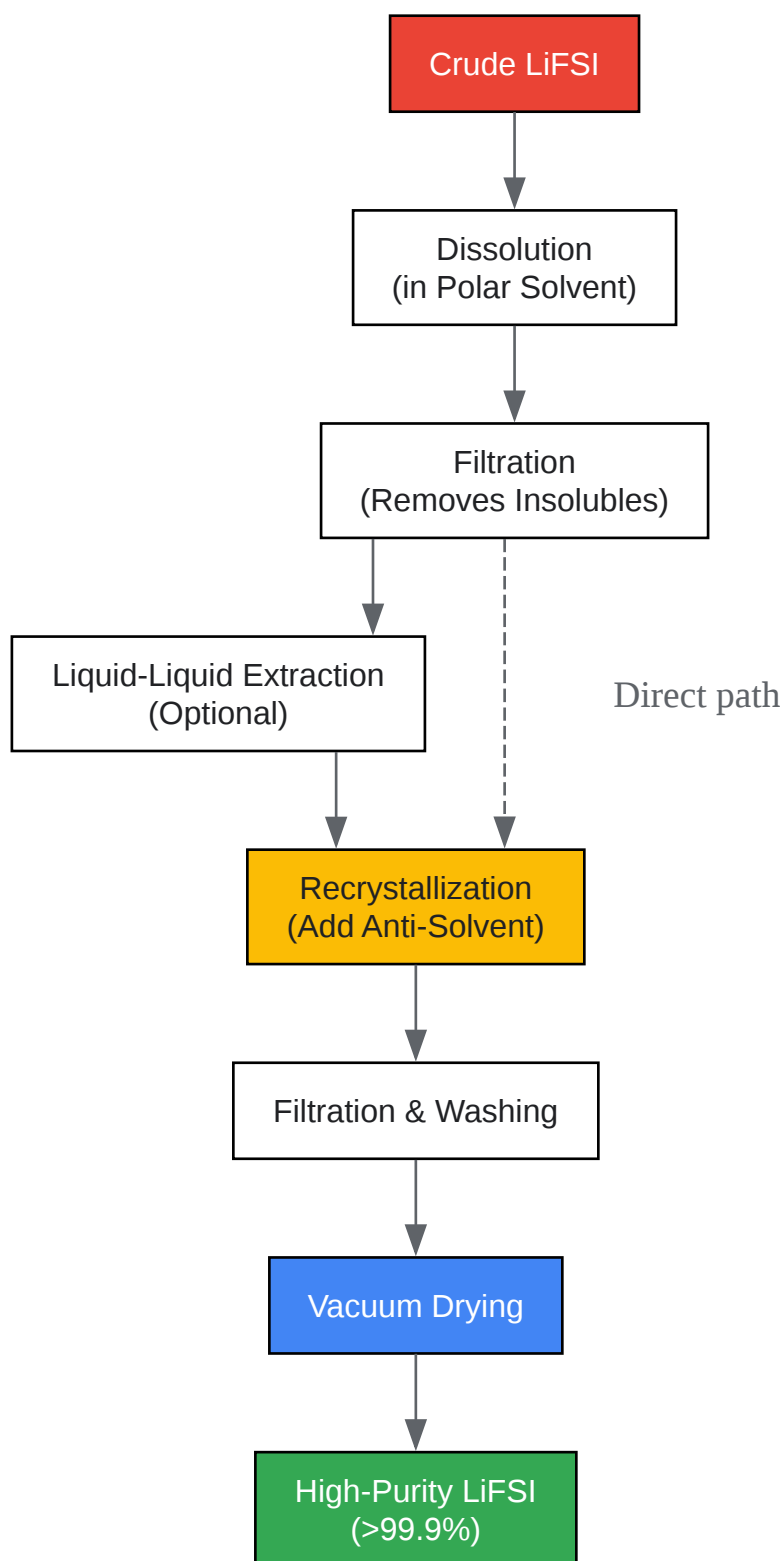 Crude LiFSI
Dissolution
(in Polar Solvent)
Filtration
(Removes Insolubles)
Liquid-Liquid Extraction
(Optional)
Direct path
Recrystallization
(Add Anti-Solvent)
Filtration & Washing
Vacuum Drying
High-Purity LiFSI
(>99.9%)